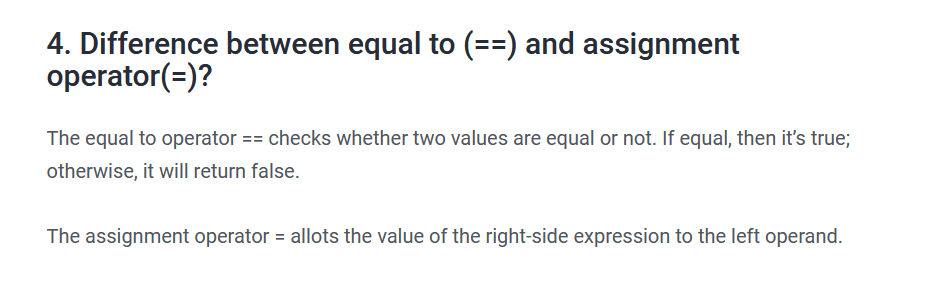 4. Difference between equal to (==) and assignment
operator(=)?
The equal to operator == checks whether two values are equal or not. If equal, then it’s true;
otherwise, it will return false.
The assignment operator = allots the value of the right-side expression to the left operand.